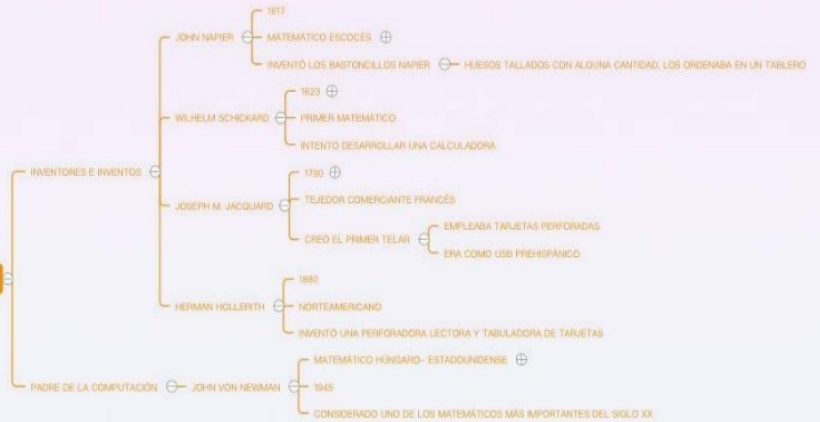 1617
JOHN NAPIER
MATEMÁTICO ESCOCÉS
INVENTÓ LOS BASTONCILLOS NAPIER
HUESOS TALLADOS CON ALGUNA CANTIDAD, LOS ORDENABA EN UN TABLERO
1623
WILHELM SCHICKARD
PRIMER MATEMÁTICO
INTENTO DESARROLLAR UNA CALCULADORA
INVENTORES E INVENTOS
1790
JOSEPH M. JACQUARD
TEJEDOR COMERCIANTE FRANCÉS
CREÓ EL PRIMER TELAR
EMPLEABA TARJETAS PERFORADAS
ERA COMO USB PREHISPÁNICO
1880
HERMAN HOLLERITH
NORTEAMERICANO
INVENTÓ UNA PERFORADORA LECTORA Y TABULADORA DE TARJETAS
MATEMÁTICO HÚNGARO- ESTADOUNIDENSE
PADRE DE LA COMPUTACIÓN
JOHN VON NEWMAN
1945
CONSIDERADO UNO DE LOS MATEMÁTICOS MÁS IMPORTANTES DEL SIGLO XX